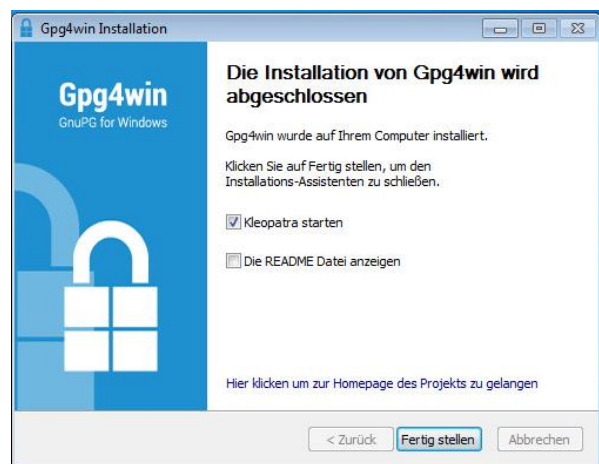 Gpg4win Installation
Gpg4win
GnuPG for Windows
Die Installation von Gpg4win wird
abgeschlossen
Gpg4win wurde auf Ihrem Computer installiert.
Klicken Sie auf Fertig stellen, um den
Installations-Assistenten zu schließen.
Kleopatra starten
Die README Datei anzeigen
Hier klicken um zur Homepage des Projekts zu gelangen
< Zurück Fertig stellen Abbrechen